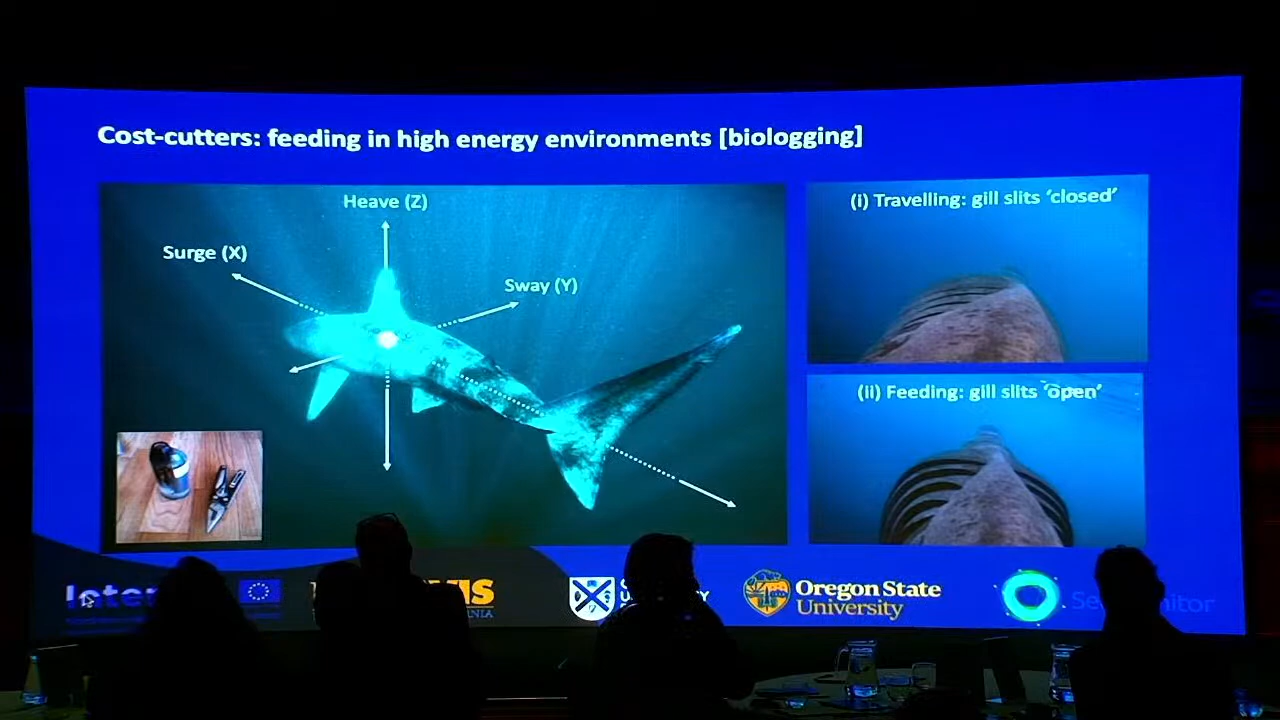 Cost-cutters: feeding in high energy environments [biologging]
Heave (Z)
Surge (X)
Sway (Y)
(i) Travelling: gill slits ‘closed’
(ii) Feeding: gill slits ‘open’
Oregon State
University